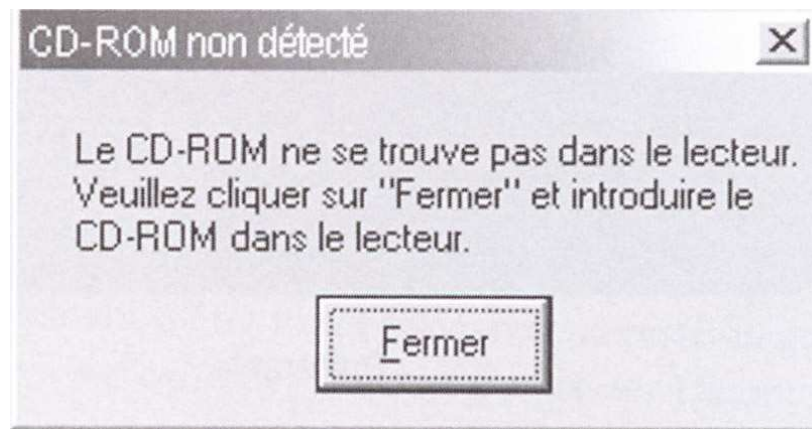 CD-ROM non détecté
Le CD-ROM ne se trouve pas dans le lecteur.
Veuillez cliquer sur "Fermer" et introduire le
CD-ROM dans le lecteur.
Fermer